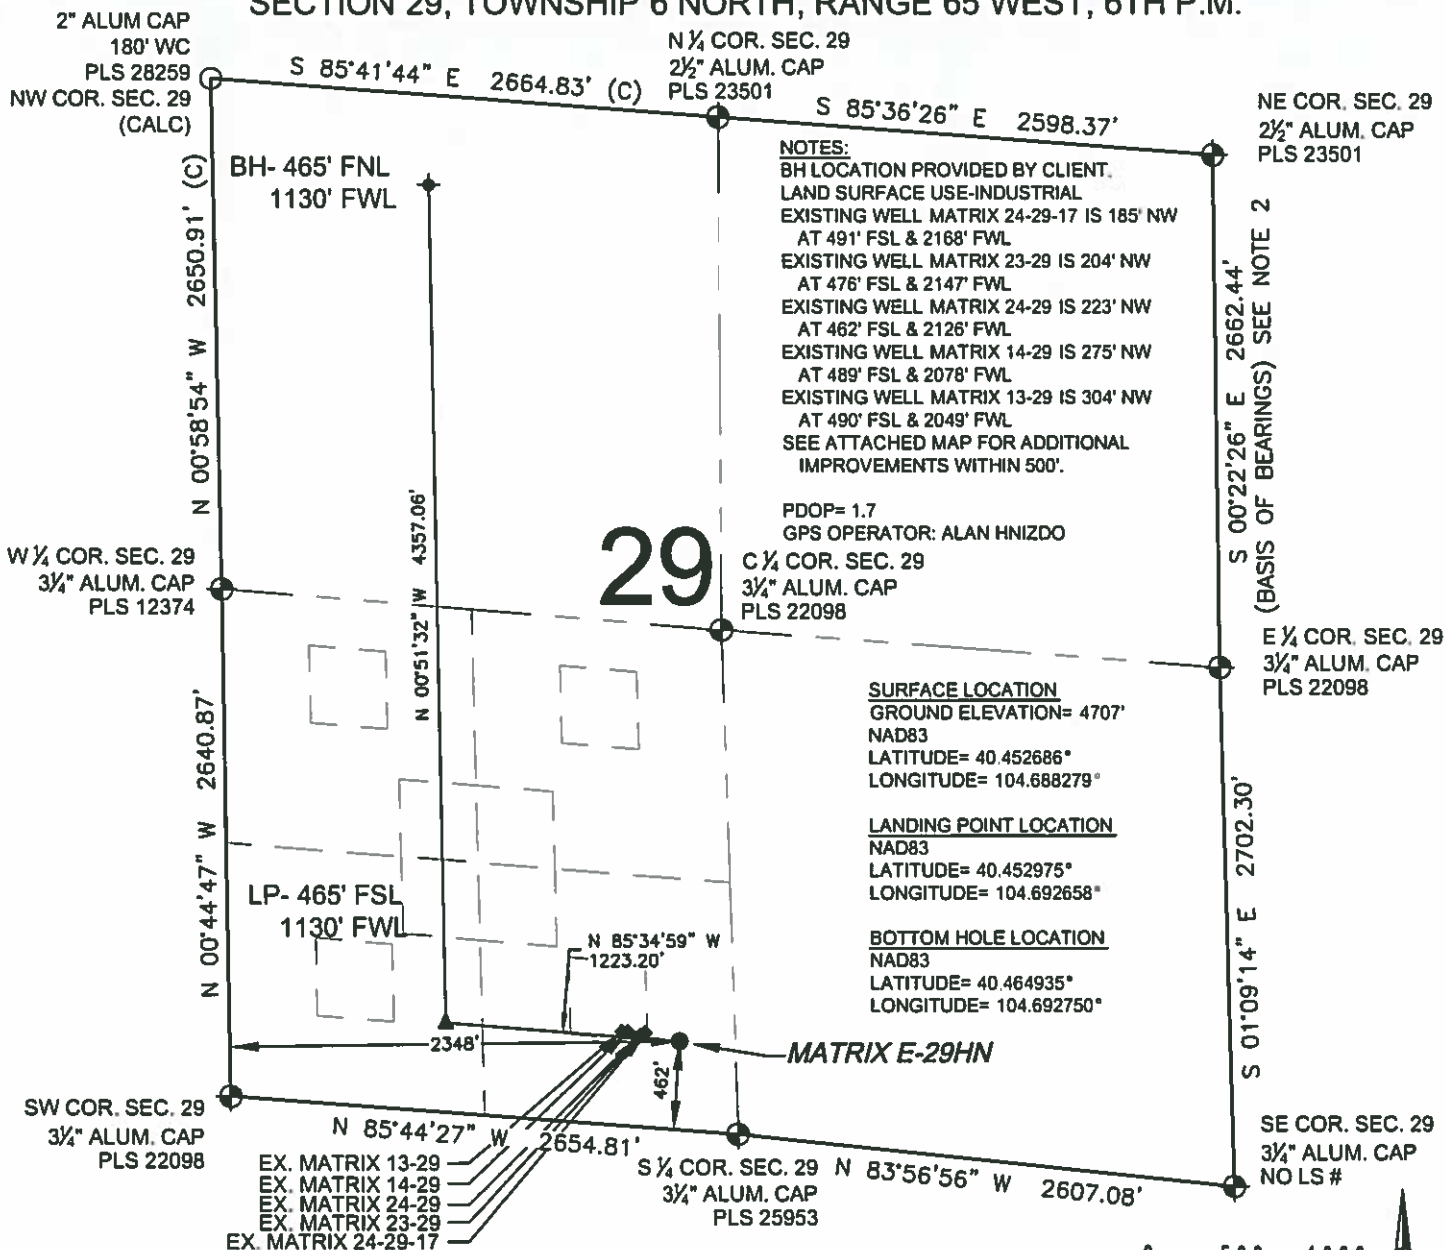 SECTION 29, TOWNSHIP 6 NORTH, RANGE 65 WEST, 6TH P.M.
2" ALUM CAP
180' WC
PLS 28259
NW COR. SEC. 29
(CALC)
S 85°41'44" E 2664.83' (C)
N ¼ COR. SEC. 29
2½" ALUM. CAP
PLS 23501
S 85°36'26" E 2598.37'
NE COR. SEC. 29
2½" ALUM. CAP
PLS 23501
BH- 465' FNL
1130' FWL
N 00°58'54" W 2650.91' (C)
NOTES:
BH LOCATION PROVIDED BY CLIENT.
LAND SURFACE USE-INDUSTRIAL
EXISTING WELL MATRIX 24-29-17 IS 185' NW
AT 491' FSL & 2168' FWL
EXISTING WELL MATRIX 23-29 IS 204' NW
AT 476' FSL & 2147' FWL
EXISTING WELL MATRIX 24-29 IS 223' NW
AT 462' FSL & 2126' FWL
EXISTING WELL MATRIX 14-29 IS 275' NW
AT 489' FSL & 2078' FWL
EXISTING WELL MATRIX 13-29 IS 304' NW
AT 490' FSL & 2049' FWL
SEE ATTACHED MAP FOR ADDITIONAL
IMPROVEMENTS WITHIN 500'.
PDOP= 1.7
GPS OPERATOR: ALAN HNIZDO
S 00°22'26" E 2662.44'
(BASIS OF BEARINGS) SEE NOTE 2
N 00°51'32" W 4357.06'
29
W ¼ COR. SEC. 29
3¼" ALUM. CAP
PLS 12374
C ¼ COR. SEC. 29
3¼" ALUM. CAP
PLS 22098
E ¼ COR. SEC. 29
3¼" ALUM. CAP
PLS 22098
SURFACE LOCATION
GROUND ELEVATION= 4707'
NAD83
LATITUDE= 40.452686°
LONGITUDE= 104.688279°
LANDING POINT LOCATION
NAD83
LATITUDE= 40.452975°
LONGITUDE= 104.692658°
BOTTOM HOLE LOCATION
NAD83
LATITUDE= 40.464935°
LONGITUDE= 104.692750°
N 00°44'47" W 2640.87'
S 01°09'14" E 2702.30'
LP- 465' FSL
1130' FWL
N 85°34'59" W
1223.20'
2348'
462'
MATRIX E-29HN
SW COR. SEC. 29
3¼" ALUM. CAP
PLS 22098
N 85°44'27" W 2654.81'
EX. MATRIX 13-29
EX. MATRIX 14-29
EX. MATRIX 24-29
EX. MATRIX 23-29
EX. MATRIX 24-29-17
S ¼ COR. SEC. 29
3¼" ALUM. CAP
PLS 25953
N 83°56'56" W 2607.08'
SE COR. SEC. 29
3¼" ALUM. CAP
NO LS #